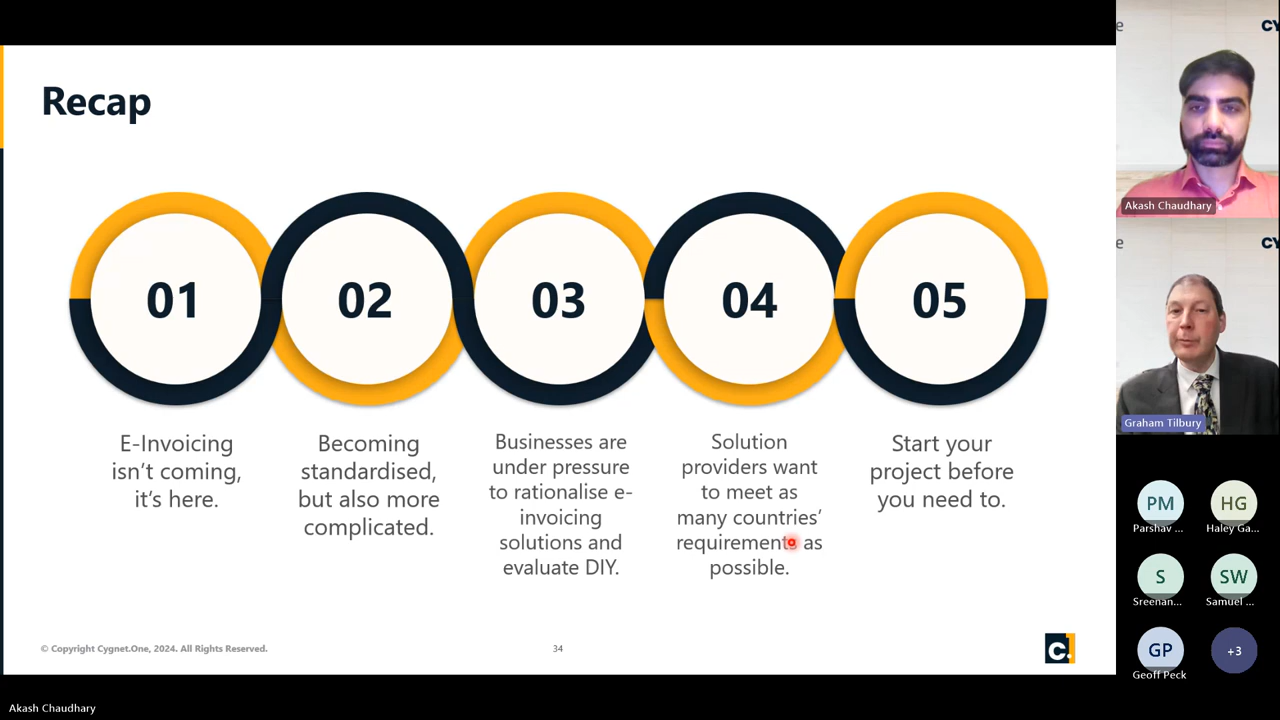 Recap
01
02
03
04
05
E-Invoicing
isn't coming,
it's here.
Becoming
standardised,
but also more
complicated.
Businesses are
under pressure
to rationalise e-
invoicing
solutions and
evaluate DIY.
Solution
providers want
to meet as
many countries'
requirements as
possible.
Start your
project before
you need to.
© Copyright Cygnet.One, 2024. All Rights Reserved.
34
C.
e
CY
Akash Chaudhary
e
CY
Graham Tilbury
PM
Parshav ...
HG
Haley Ga...
S
Sreenan...
SW
Samuel ...
GP
Geoff Peck
+3
Akash Chaudhary